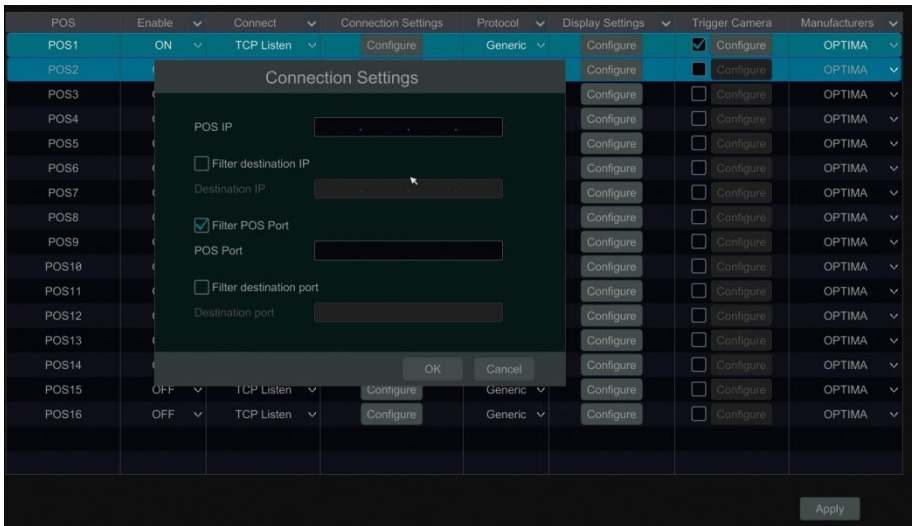 POS Enable Connect Connection Settings Protocol Display Settings Trigger Camera Manufacturers
POS1 ON TCP Listen Configure Generic Configure Configure OPTIMA
POS2 Configure Configure OPTIMA
Connection Settings
POS3 Configure Configure OPTIMA
POS4 Configure Configure OPTIMA
POS IP . . .
POS5 Configure Configure OPTIMA
Filter destination IP
POS6 Configure Configure OPTIMA
Destination IP . . .
POS7 Configure Configure OPTIMA
POS8 Configure Configure OPTIMA
Filter POS Port
POS9 Configure Configure OPTIMA
POS Port
POS10 Configure Configure OPTIMA
POS11 Configure Configure OPTIMA
Filter destination port
POS12 Configure Configure OPTIMA
Destination port
POS13 Configure Configure OPTIMA
POS14 Configure Configure OPTIMA
OK Cancel
POS15 OFF TCP Listen Configure Generic Configure Configure OPTIMA
POS16 OFF TCP Listen Configure Generic Configure Configure OPTIMA
Apply